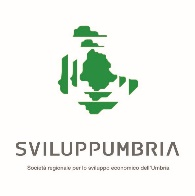 SVILUPPUMBRIA
Società regionale per lo sviluppo economico dell'Umbria